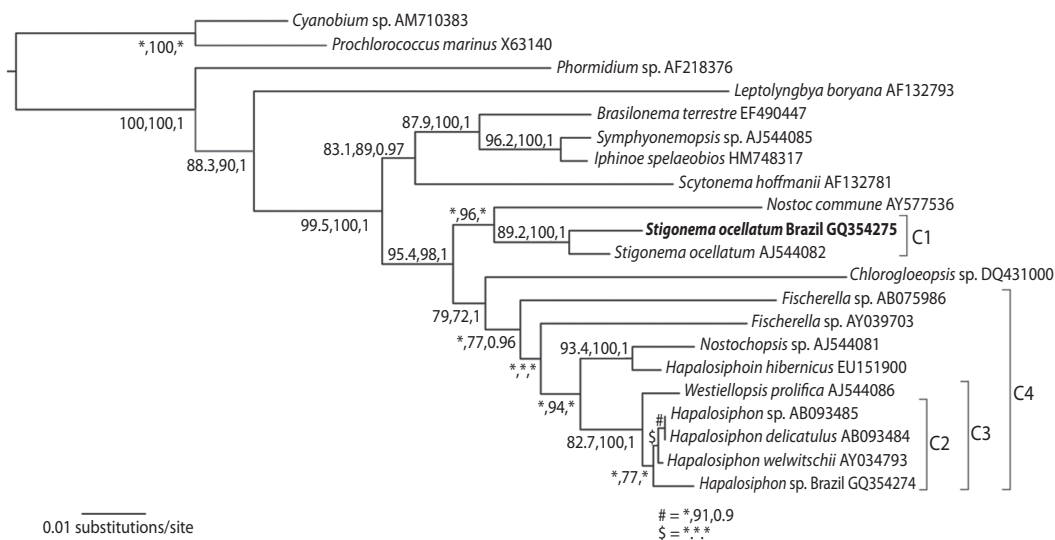 Cyanobium sp. AM710383
*,100,*
Prochlorococcus marinus X63140
Phormidium sp. AF218376
100,100,1
Leptolyngbya boryana AF132793
88.3,90,1
Brasilonema terrestre EF490447
87.9,100,1
96.2,100,1
Symphyonemopsis sp. AJ544085
83.1,89,0.97
Iphinoe spelaeobios HM748317
Scytonema hoffmanii AF132781
99.5,100,1
Nostoc commune AY577536
*,96,*
89.2,100,1
Stigonema ocellatum Brazil GQ354275
C1
Stigonema ocellatum AJ544082
95.4,98,1
Chlorogloeopsis sp. DQ431000
79,72,1
Fischerella sp. AB075986
*,77,0.96
Fischerella sp. AY039703
*,*,*
93.4,100,1
Nostochopsis sp. AJ544081
Hapalosiphoin hibernicus EU151900
*,94,*
Westiellopsis prolifica AJ544086
C4
Hapalosiphon sp. AB093485
#
$
Hapalosiphon delicatulus AB093484
C2
C3
82.7,100,1
Hapalosiphon welwitschii AY034793
*,77,*
Hapalosiphon sp. Brazil GQ354274
# = *,91,0.9
$ = *.*.*
0.01 substitutions/site